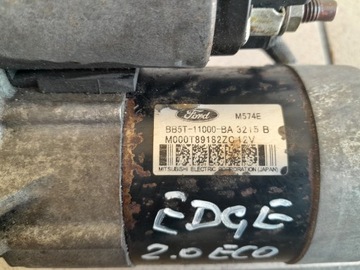 Ford M574E
BB5T-11000-BA 3215 B
M000T89182ZC 12V
MITSUBISHI ELECTRIC CORPORATION (JAPAN)
EDGE
2.0 ECO